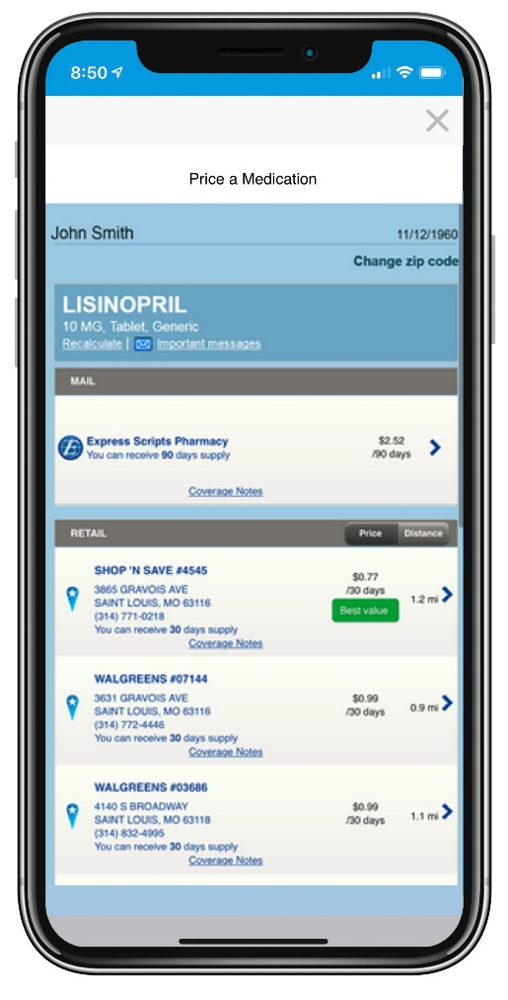 8:50
Price a Medication
John Smith 11/12/1960
Change zip code
LISINOPRIL
10 MG, Tablet, Generic
Recalculate | Important messages
MAIL
Express Scripts Pharmacy $2.52
You can receive 90 days supply /90 days
Coverage Notes
RETAIL Price Distance
SHOP 'N SAVE #4545
$0.77
3865 GRAVOIS AVE /30 days
SAINT LOUIS, MO 63116 1.2 mi
(314) 771-0218 Best value
You can receive 30 days supply
Coverage Notes
WALGREENS #07144
3631 GRAVOIS AVE $0.99
SAINT LOUIS, MO 63116 /30 days 0.9 mi
(314) 772-4446
You can receive 30 days supply
Coverage Notes
WALGREENS #03686
4140 S BROADWAY $0.99
SAINT LOUIS, MO 63118 /30 days 1.1 mi
(314) 832-4995
You can receive 30 days supply
Coverage Notes